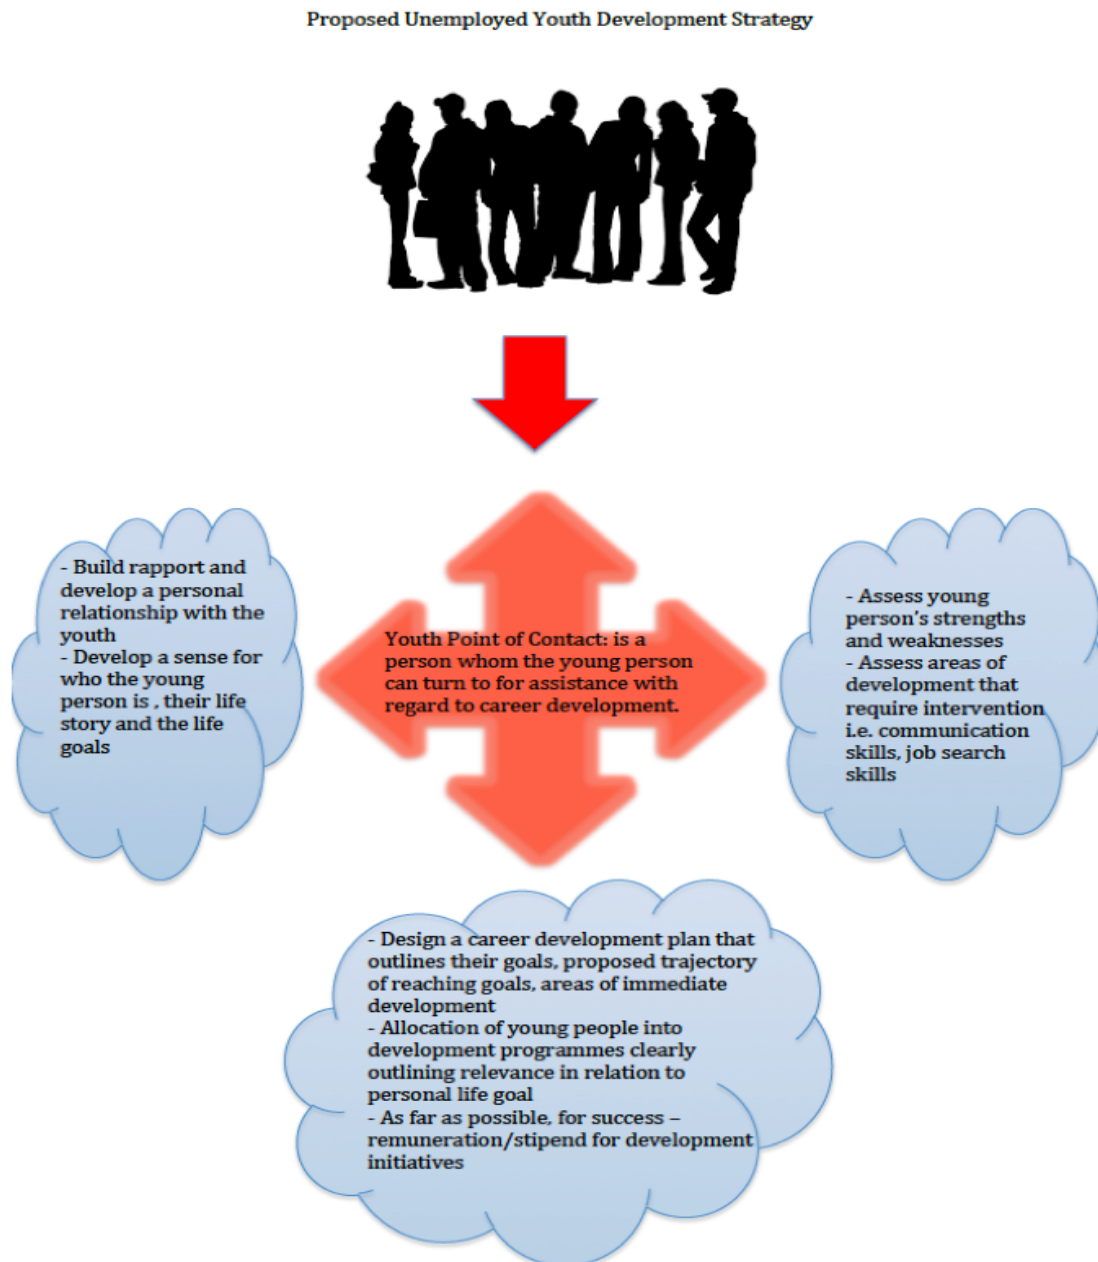 Proposed Unemployed Youth Development Strategy
- Build rapport and
develop a personal
relationship with the
youth
- Develop a sense for
who the young
person is , their life
story and the life
goals
Youth Point of Contact: is a
person whom the young person
can turn to for assistance with
regard to career development.
- Assess young
person's strengths
and weaknesses
- Assess areas of
development that
require intervention
i.e. communication
skills, job search
skills
- Design a career development plan that
outlines their goals, proposed trajectory
of reaching goals, areas of immediate
development
- Allocation of young people into
development programmes clearly
outlining relevance in relation to
personal life goal
- As far as possible, for success –
remuneration/stipend for development
initiatives